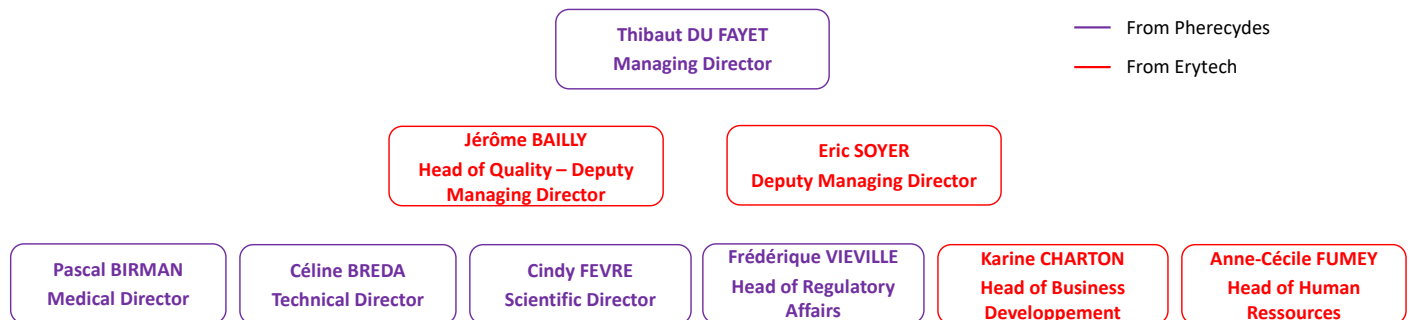 Thibaut DU FAYET
Managing Director
From Pherecydes
From Erytech
Jérôme BAILLY
Head of Quality – Deputy
Managing Director
Eric SOYER
Deputy Managing Director
Pascal BIRMAN
Medical Director
Céline BREDA
Technical Director
Cindy FEVRE
Scientific Director
Frédérique VIEVILLE
Head of Regulatory
Affairs
Karine CHARTON
Head of Business
Developpement
Anne-Cécile FUMEY
Head of Human
Ressources